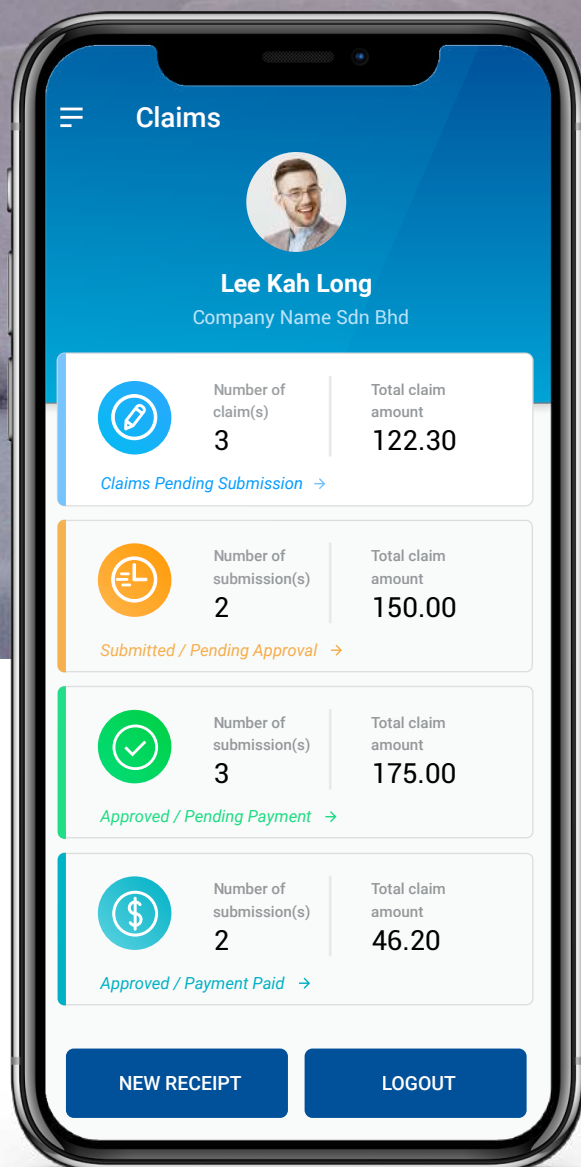 Claims
Lee Kah Long
Company Name Sdn Bhd
Number of
claim(s)
3
Total claim
amount
122.30
Claims Pending Submission →
Number of
submission(s)
2
Total claim
amount
150.00
Submitted / Pending Approval →
Number of
submission(s)
3
Total claim
amount
175.00
Approved / Pending Payment →
Number of
submission(s)
2
Total claim
amount
46.20
Approved / Payment Paid →
NEW RECEIPT
LOGOUT